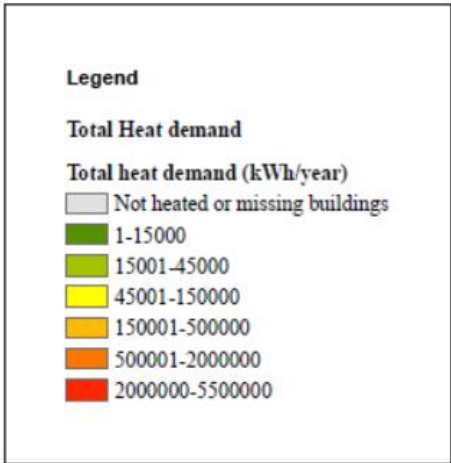 Legend
Total Heat demand
Total heat demand (kWh/year)
Not heated or missing buildings
1-15000
15001-45000
45001-150000
150001-500000
500001-2000000
2000000-5500000